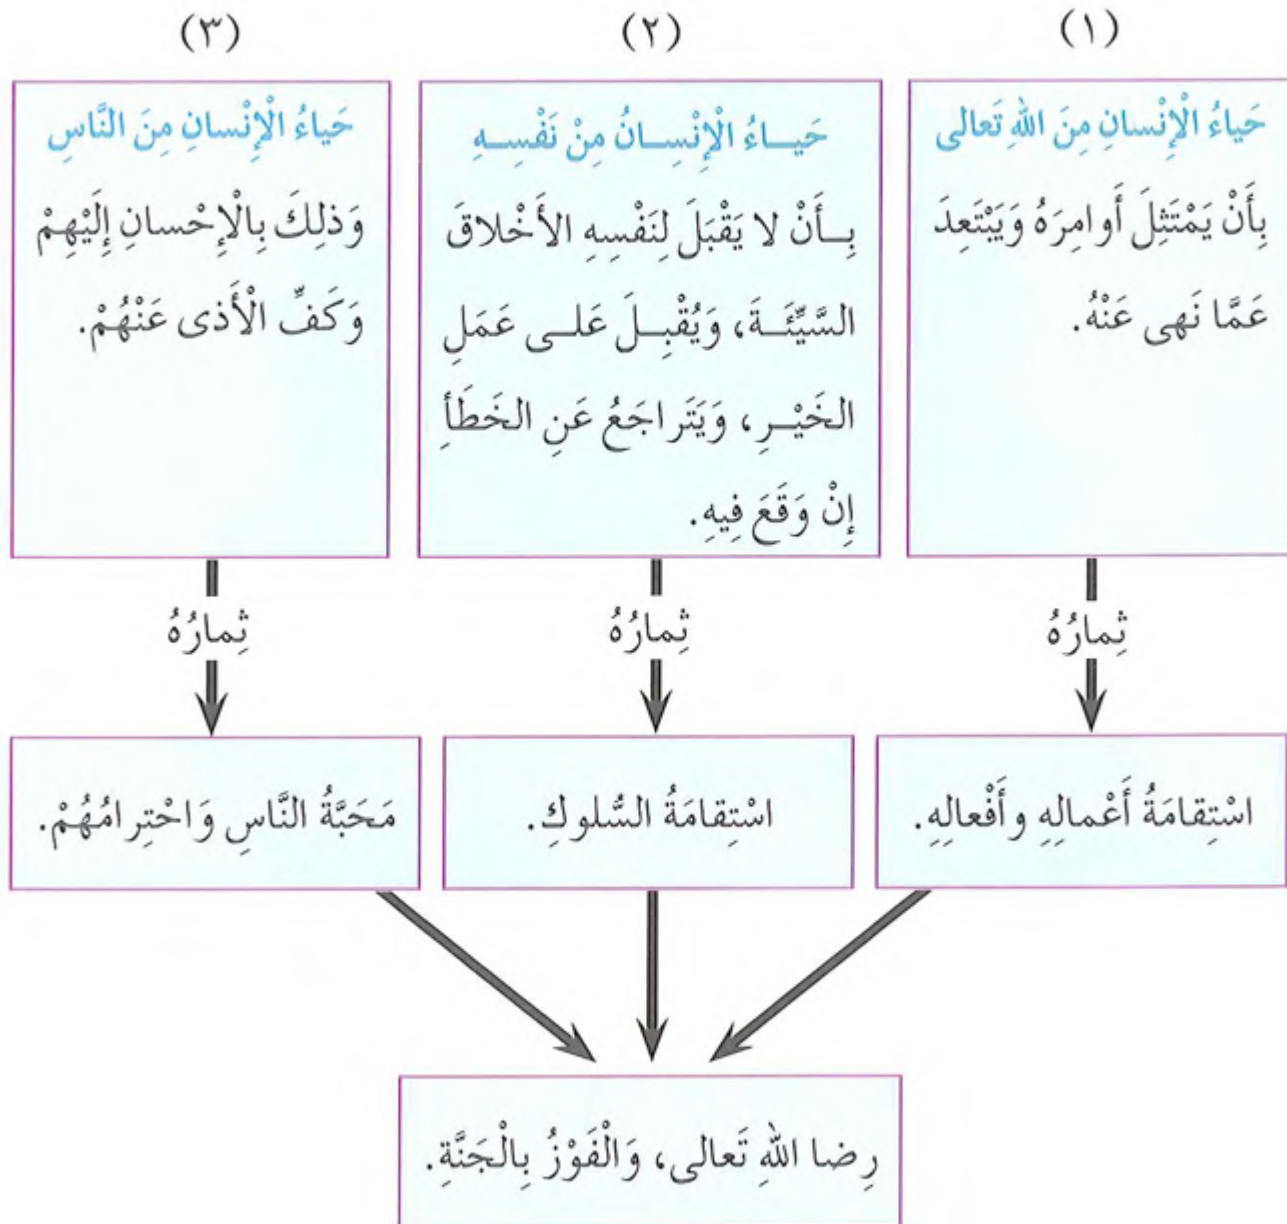 (١)
حَياءُ الْإِنْسانِ مِنَ اللهِ تَعالى
بِأَنْ يَمْتَثِلَ أَوامِرَهُ وَيَبْتَعِدَ
عَمَّا نَهى عَنْهُ.
ثِمارُهُ
اسْتِقامَةُ أَعْمالِهِ وأَفْعالِهِ.
(٢)
حَيـاءُ الْإِنْسـانُ مِنْ نَفْسِـهِ
بِـأَنْ لا يَقْبَلَ لِنَفْسِهِ الأَخْلاقَ
السَّيِّئَـةَ، وَيُقْبِـلَ عَلـى عَمَلِ
الخَيْـرِ، وَيَتَراجَعُ عَنِ الخَطَأِ
إِنْ وَقَعَ فِيهِ.
ثِمارُهُ
اسْتِقامَةُ السُّلوكِ.
(٣)
حَياءُ الْإِنْسانِ مِنَ النَّاسِ
وَذلِكَ بِالْإِحْسانِ إِلَيْهِمْ
وَكَفِّ الْأَذى عَنْهُمْ.
ثِمارُهُ
مَحَبَّةُ النَّاسِ وَاحْتِرامُهُمْ.
رِضا اللهِ تَعالى، وَالْفَوْزُ بِالْجَنَّةِ.